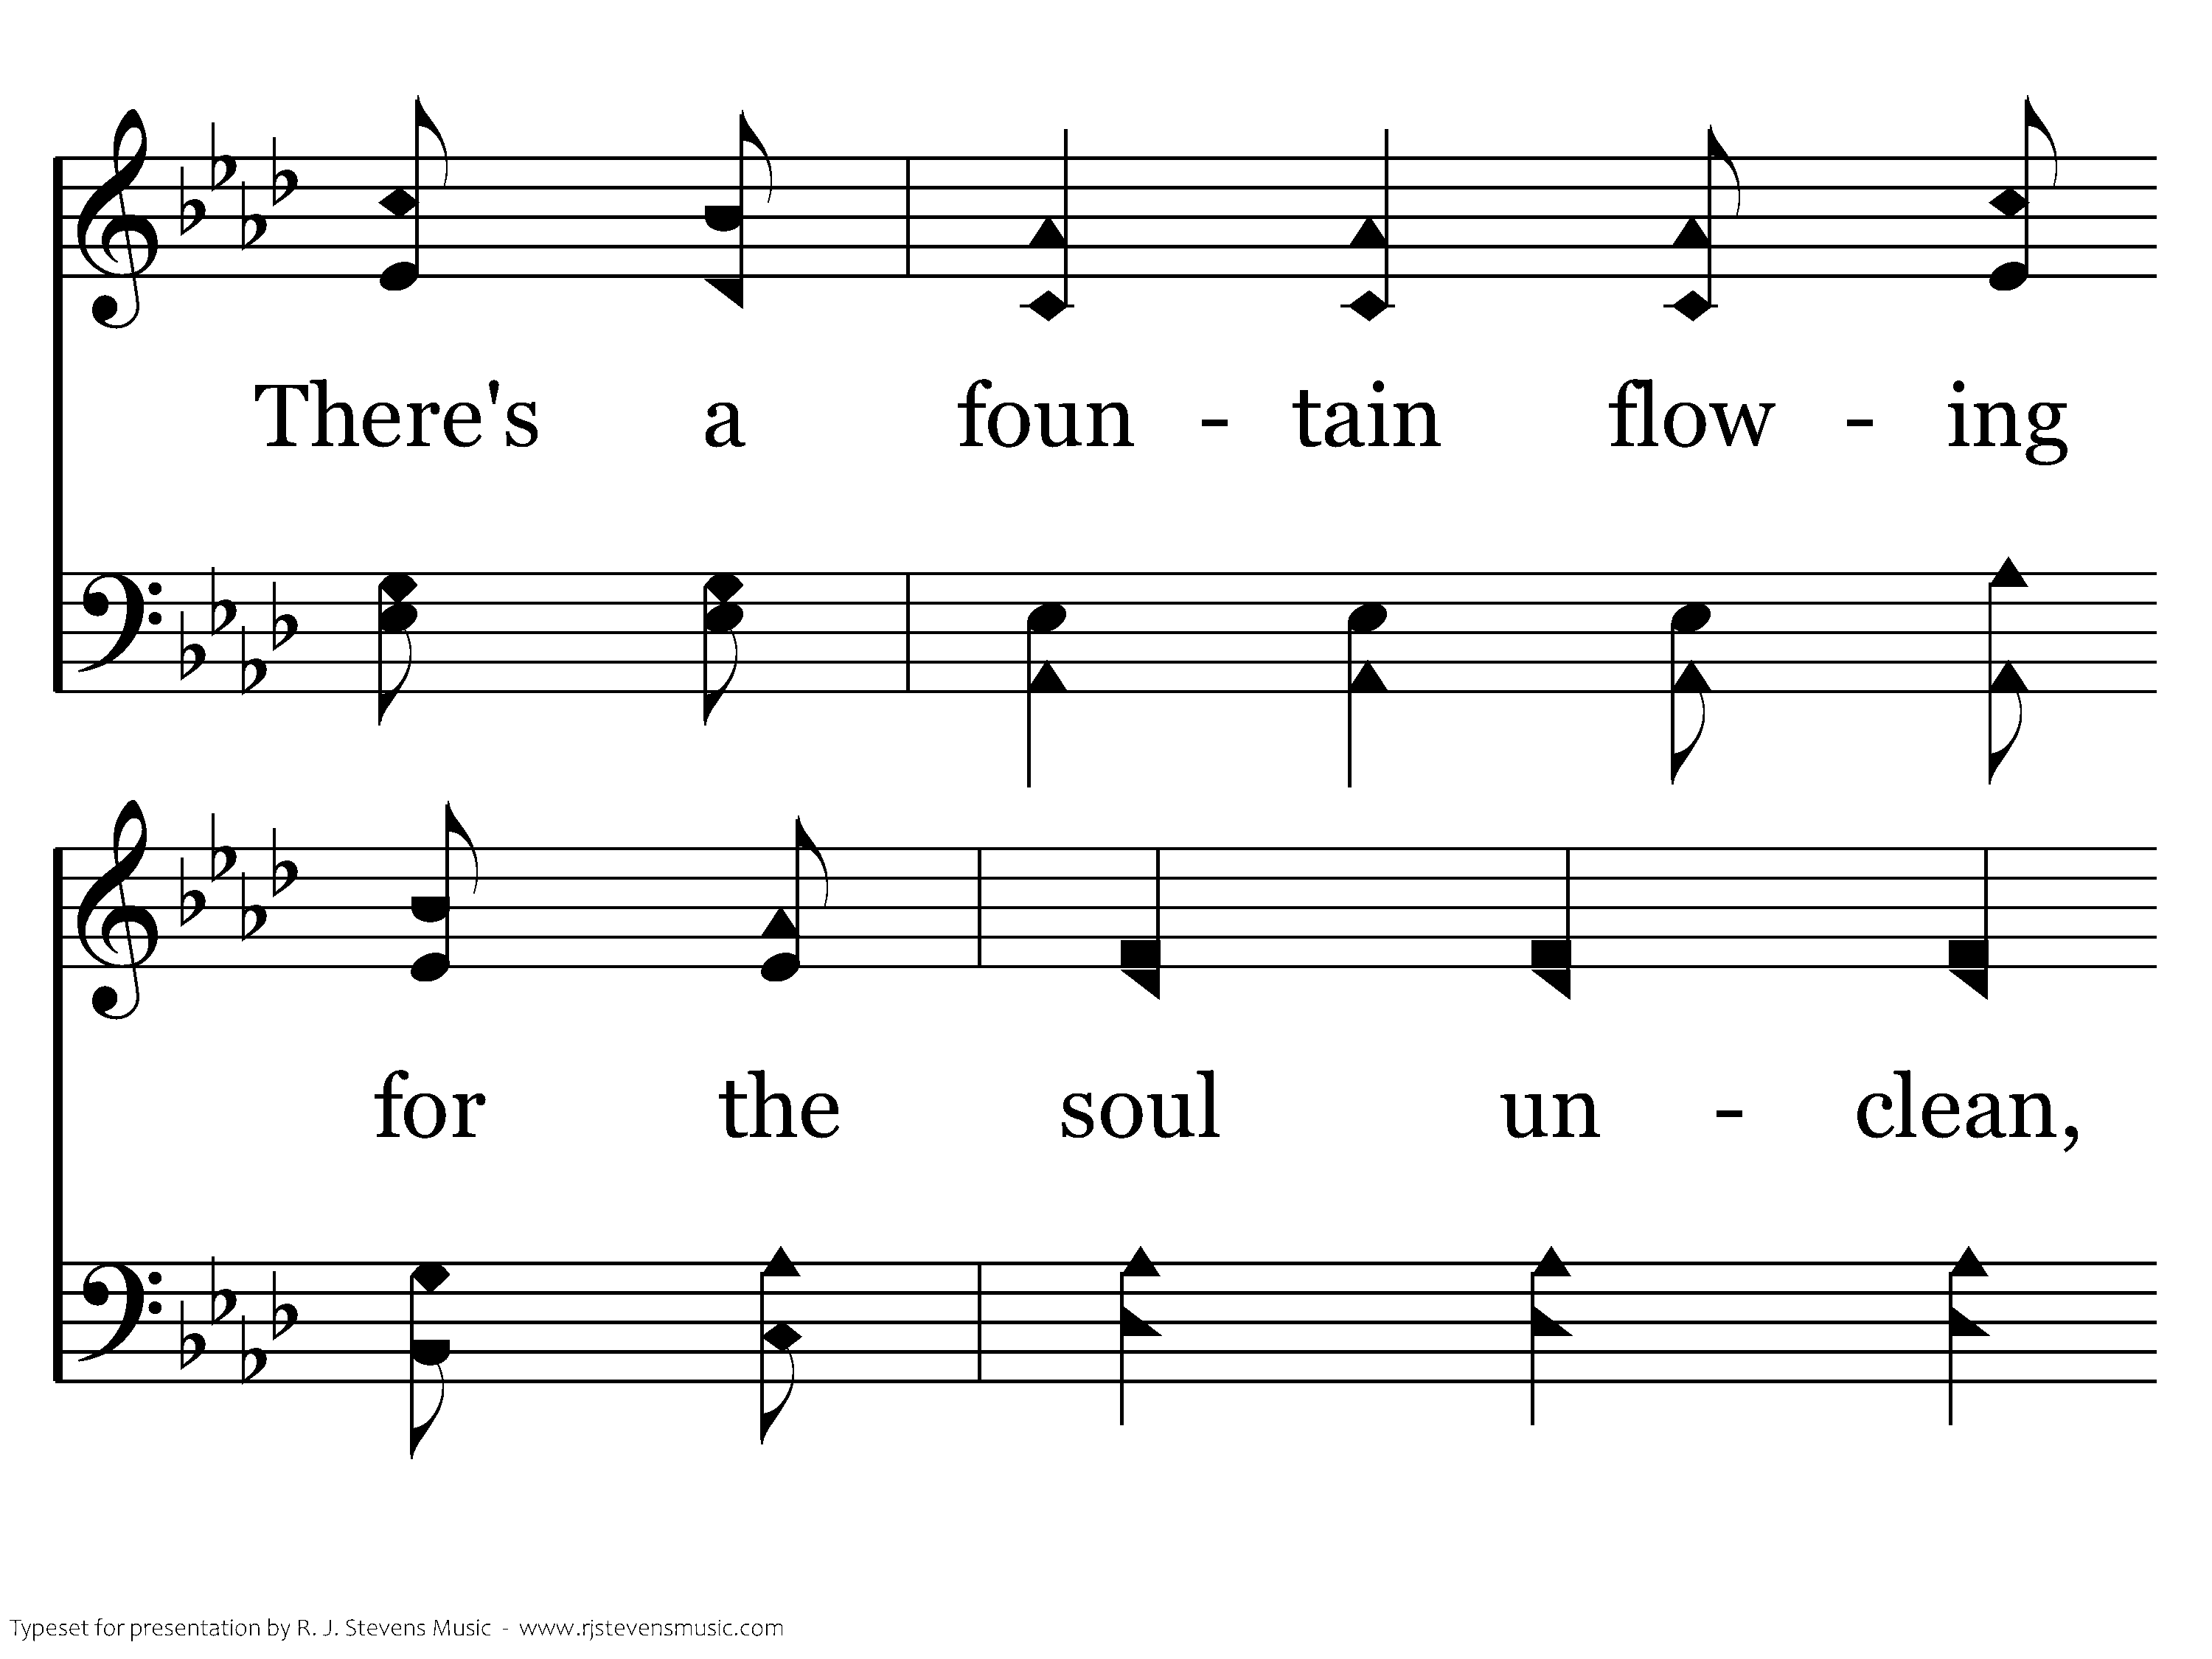 There's a foun - tain flow - ing
for the soul un - clean,
Typeset for presentation by R. J. Stevens Music - www.rjstevensmusic.com